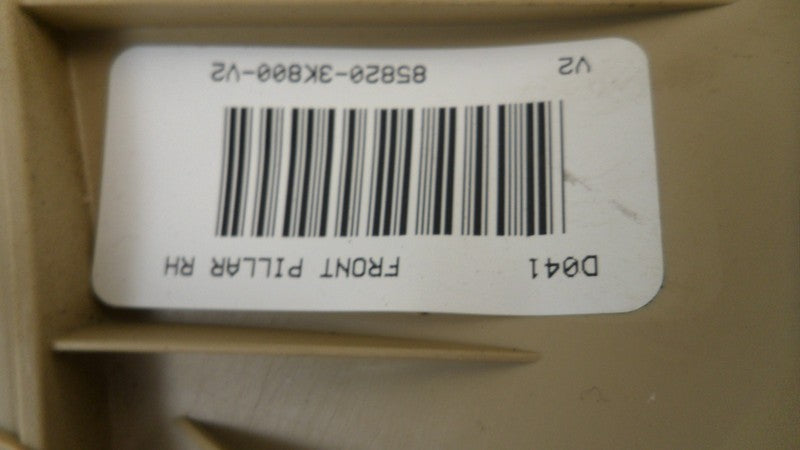 D041 FRONT PILLAR RH
V2 85820-3K800-V2